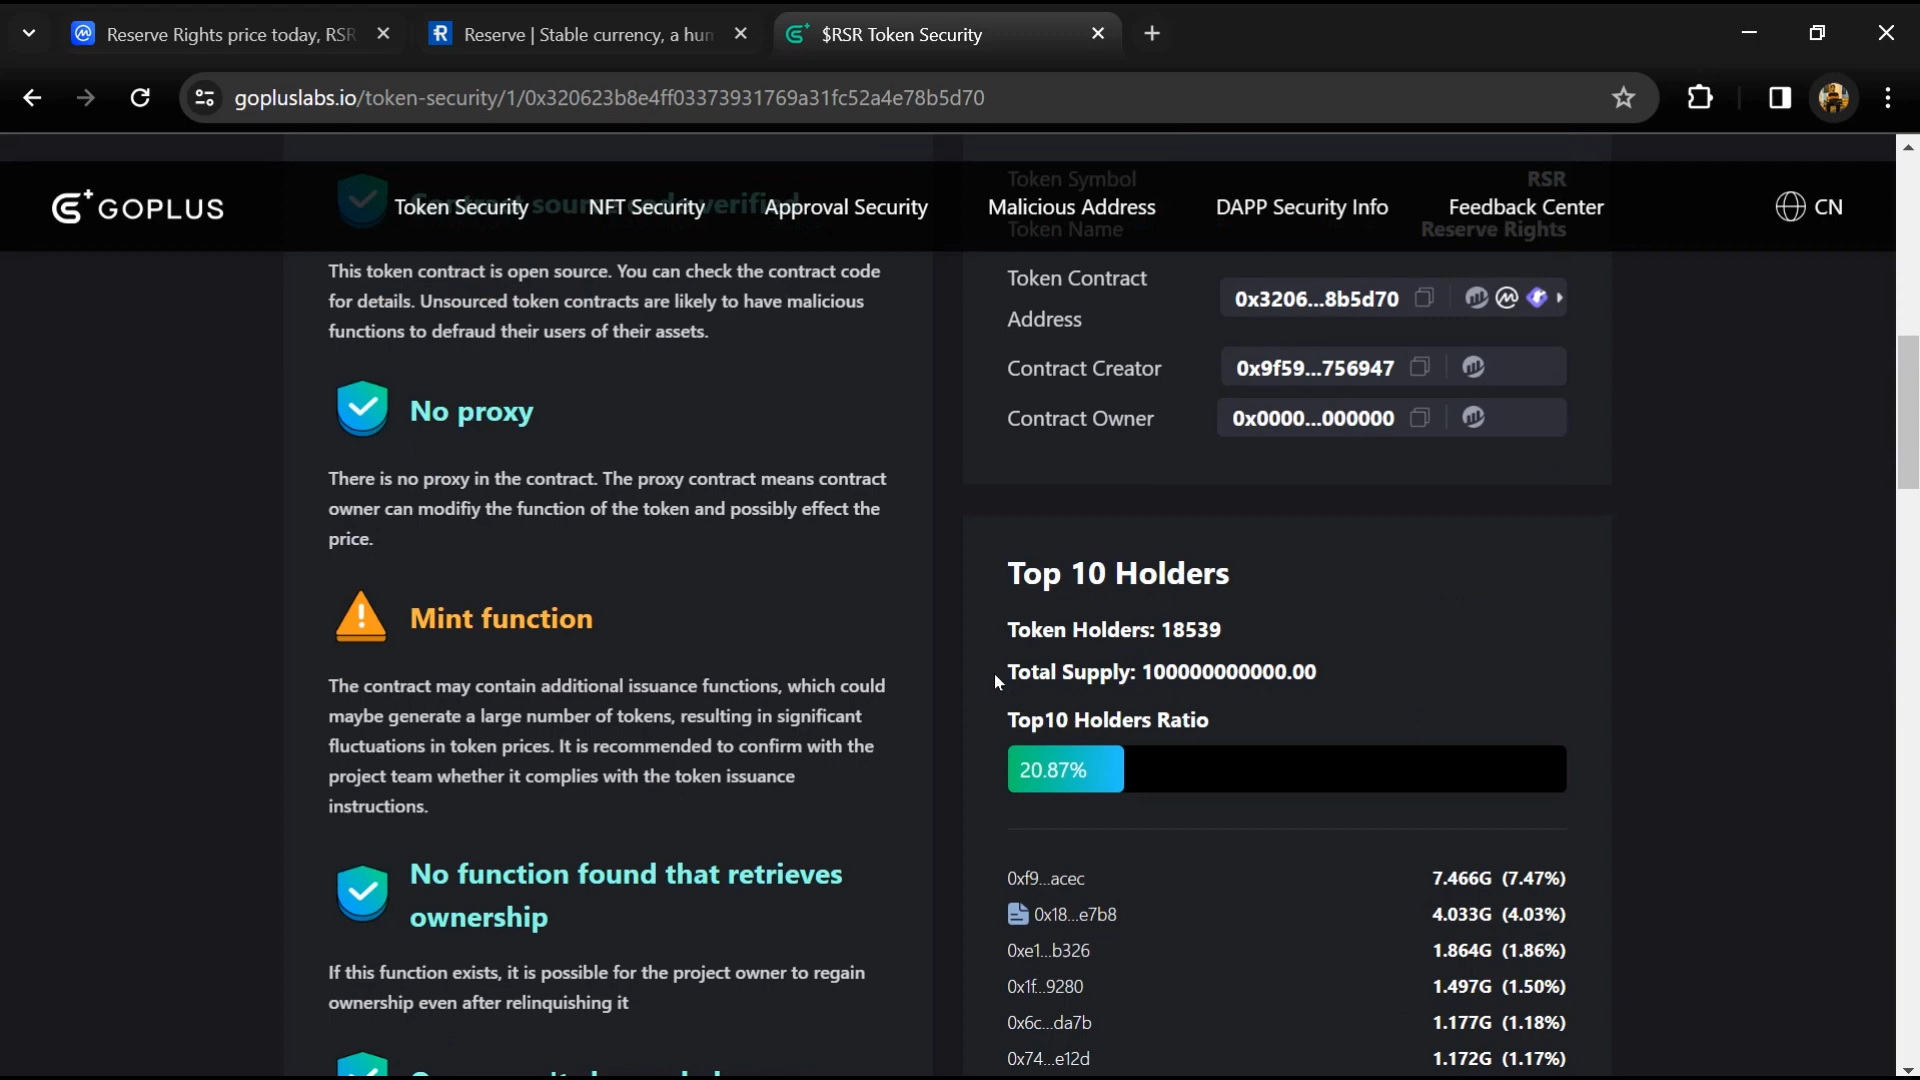 Reserve Rights price today, RSR
Reserve | Stable currency, a hun
$RSR Token Security
gopluslabs.io/token-security/1/0x320623b8e4ff03373931769a31fc52a4e78b5d70
GOPLUS
Token Security
NFT Security
Approval Security
Malicious Address
DAPP Security Info
Feedback Center
CN
Contract source code verified
This token contract is open source. You can check the contract code
for details. Unsourced token contracts are likely to have malicious
functions to defraud their users of their assets.
No proxy
There is no proxy in the contract. The proxy contract means contract
owner can modifiy the function of the token and possibly effect the
price.
Mint function
The contract may contain additional issuance functions, which could
maybe generate a large number of tokens, resulting in significant
fluctuations in token prices. It is recommended to confirm with the
project team whether it complies with the token issuance
instructions.
No function found that retrieves
ownership
If this function exists, it is possible for the project owner to regain
ownership even after relinquishing it
Token Symbol RSR
Token Name Reserve Rights
Token Contract
Address
0x3206...8b5d70
Contract Creator 0x9f59...756947
Contract Owner 0x0000...000000
Top 10 Holders
Token Holders: 18539
Total Supply: 100000000000.00
Top10 Holders Ratio
20.87%
0xf9...acec 7.466G (7.47%)
0x18...e7b8 4.033G (4.03%)
0xe1...b326 1.864G (1.86%)
0x1f...9280 1.497G (1.50%)
0x6c...da7b 1.177G (1.18%)
0x74...e12d 1.172G (1.17%)